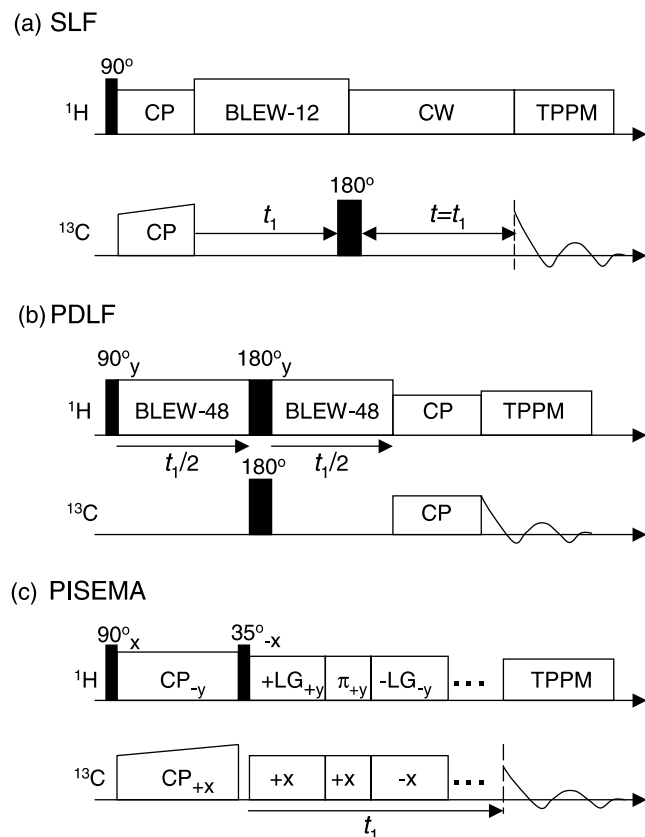 (a) SLF
90°
¹H CP BLEW-12 CW TPPM
180°
¹³C CP t₁ t=t₁
(b) PDLF
90°y 180°y
¹H BLEW-48 BLEW-48 CP TPPM
t₁/2 t₁/2
180°
¹³C CP
(c) PISEMA
90°x 35°-x
¹H CP-y +LG+y π+y -LG-y ... TPPM
¹³C CP+x +x +x -x ...
t₁